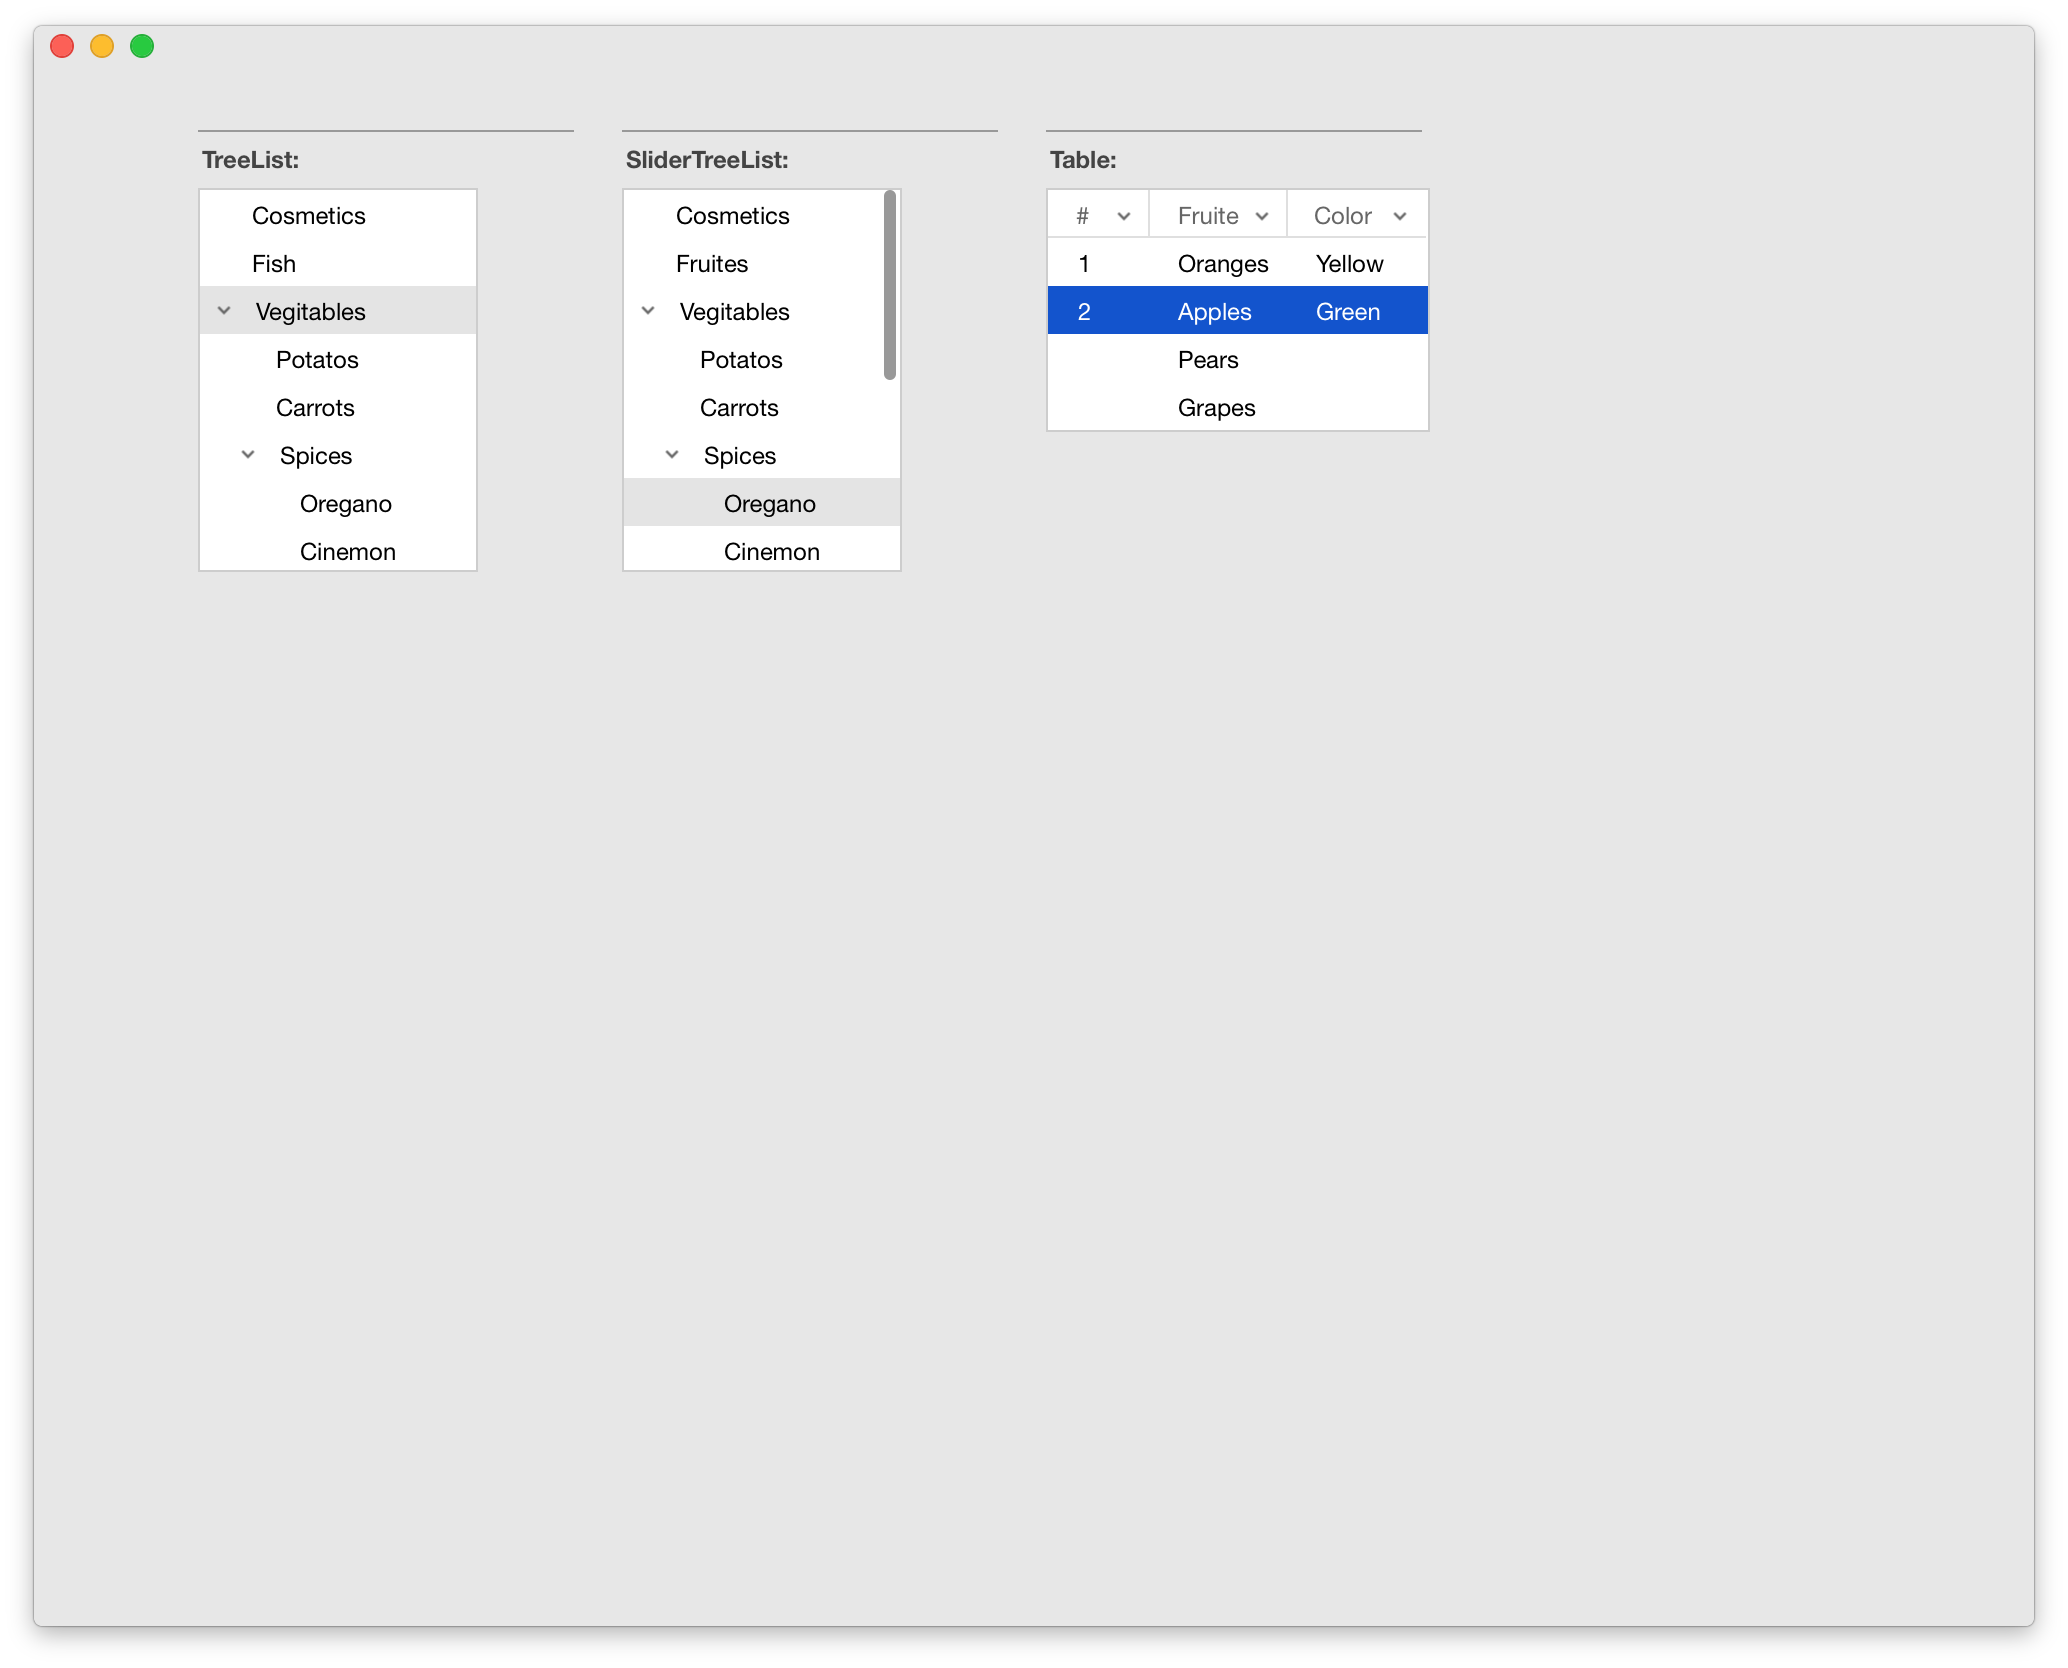 TreeList:
Cosmetics
Fish
Vegitables
Potatos
Carrots
Spices
Oregano
Cinemon
SliderTreeList:
Cosmetics
Fruites
Vegitables
Potatos
Carrots
Spices
Oregano
Cinemon
Table:
# Fruite Color
1 Oranges Yellow
2 Apples Green
Pears
Grapes